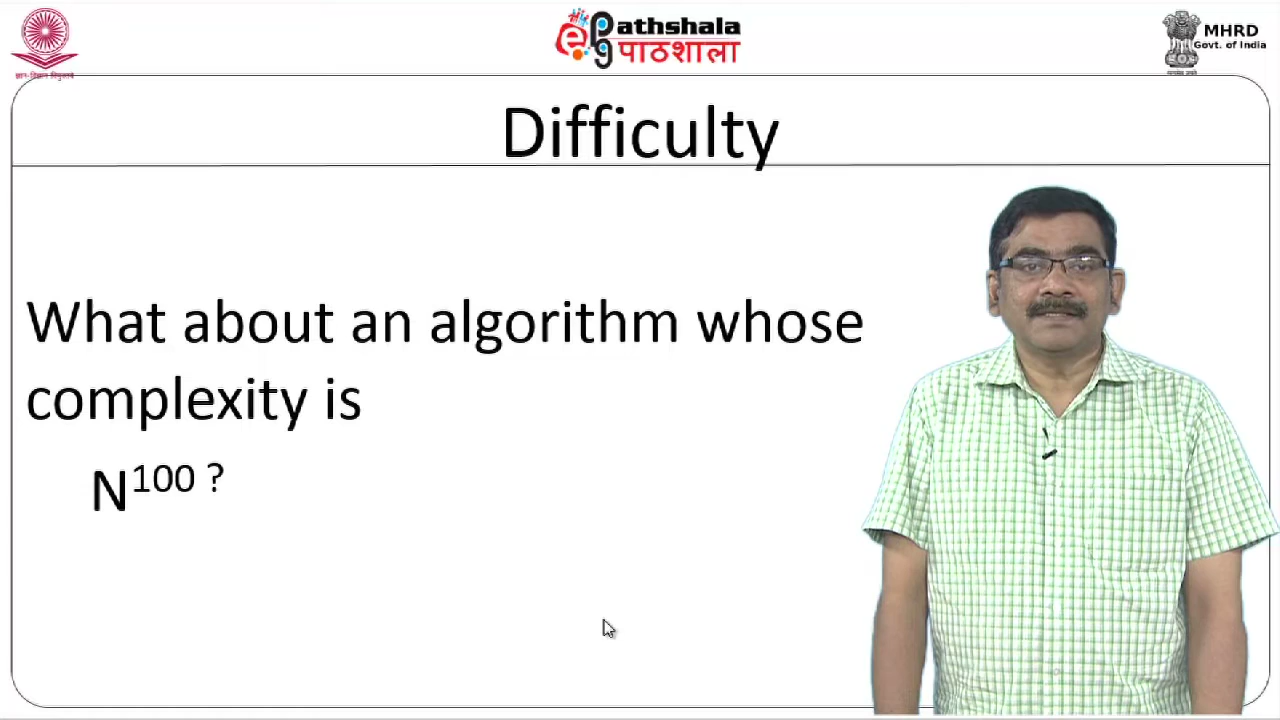 ePathshala
पाठशाला
MHRD
Govt. of India
Difficulty
What about an algorithm whose
complexity is
N¹⁰⁰ ?